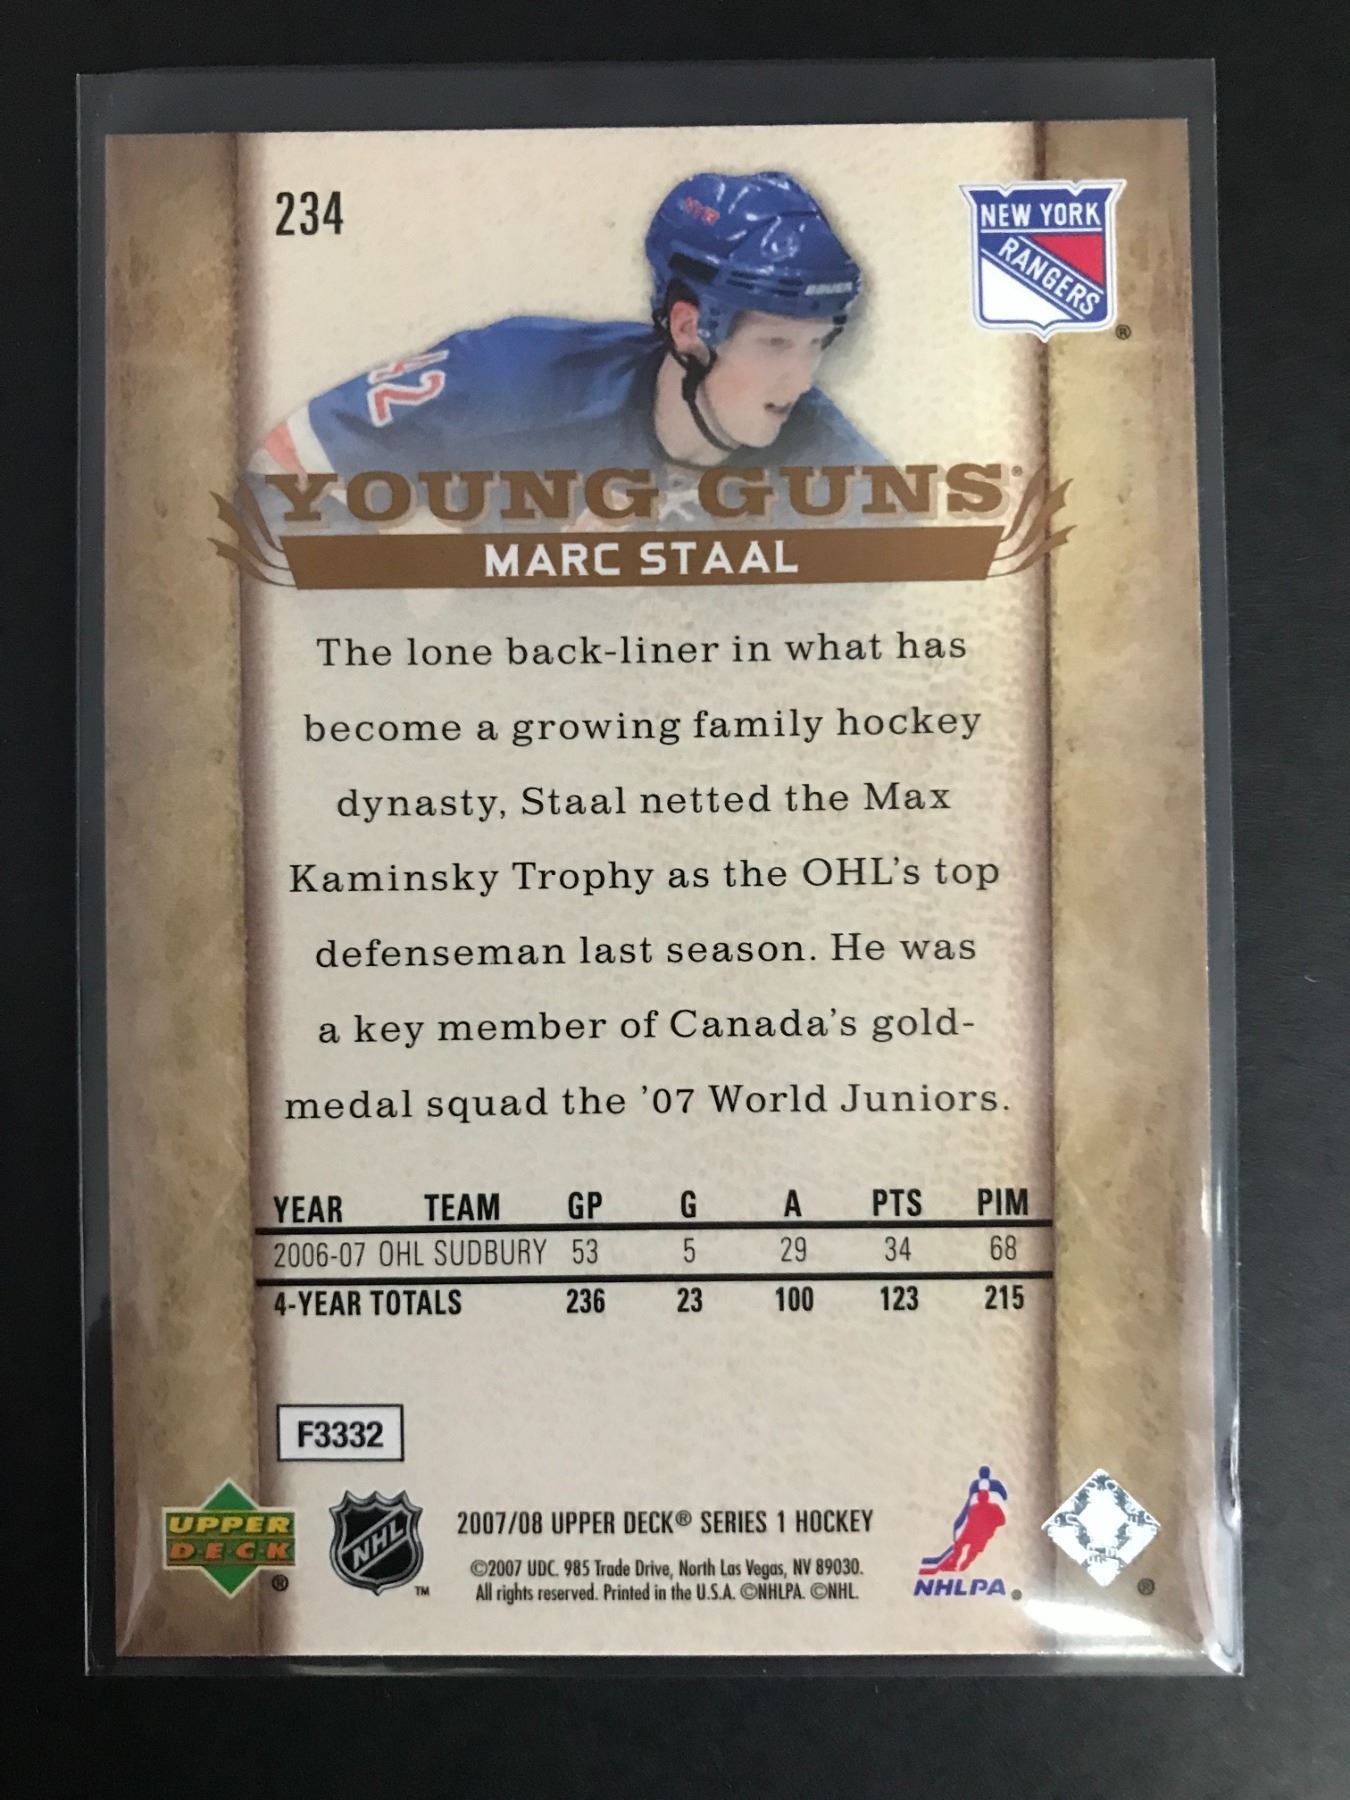 234
NEW YORK
RANGERS
®
NYR
BAUER
42
YOUNG GUNS®
MARC STAAL
The lone back-liner in what has
become a growing family hockey
dynasty, Staal netted the Max
Kaminsky Trophy as the OHL's top
defenseman last season. He was
a key member of Canada's gold-
medal squad the '07 World Juniors.
YEAR TEAM GP G A PTS PIM
2006-07 OHL SUDBURY 53 5 29 34 68
4-YEAR TOTALS 236 23 100 123 215
F3332
UPPER
DECK
®
NHL
™
2007/08 UPPER DECK® SERIES 1 HOCKEY
©2007 UDC. 985 Trade Drive, North Las Vegas, NV 89030.
All rights reserved. Printed in the U.S.A. ©NHLPA. ©NHL.
NHLPA®
®